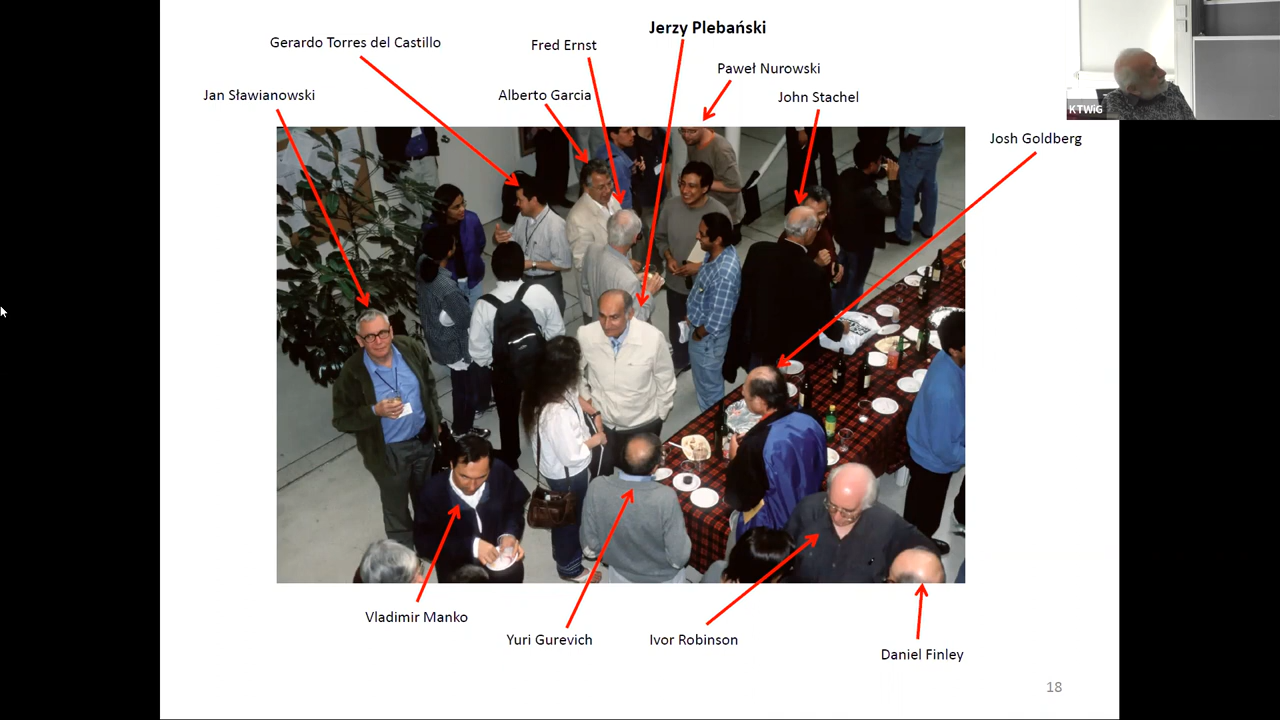 Jerzy Plebański
Gerardo Torres del Castillo
Fred Ernst
Paweł Nurowski
Jan Sławianowski
Alberto Garcia
John Stachel
KTWiG
Josh Goldberg
Vladimir Manko
Yuri Gurevich
Ivor Robinson
Daniel Finley
18